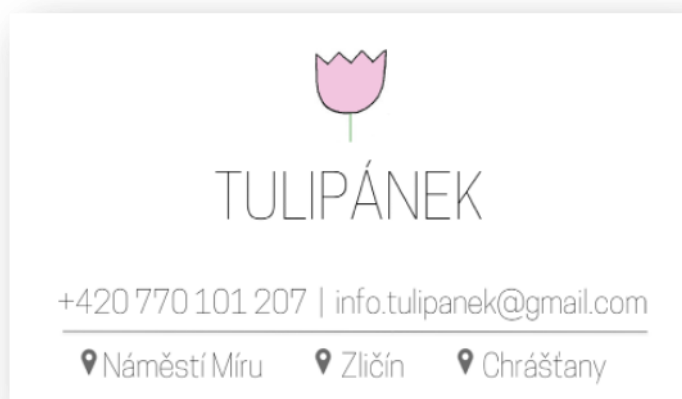 TULIPÁNEK
+420 770 101 207 | info.tulipanek@gmail.com
Náměstí Míru Zličín Chrášťany